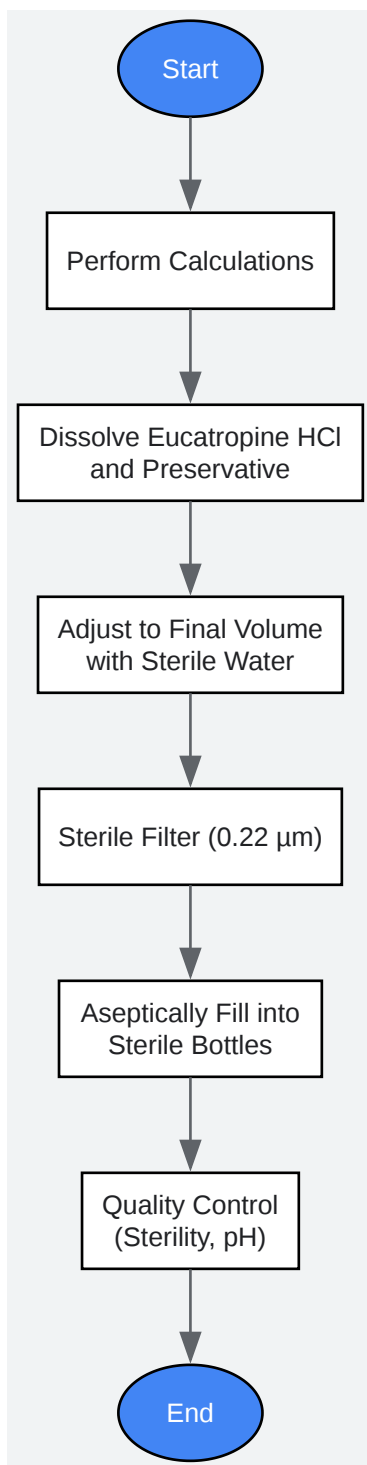 Start
Perform Calculations
Dissolve Eucatropine HCl
and Preservative
Adjust to Final Volume
with Sterile Water
Sterile Filter (0.22 µm)
Aseptically Fill into
Sterile Bottles
Quality Control
(Sterility, pH)
End